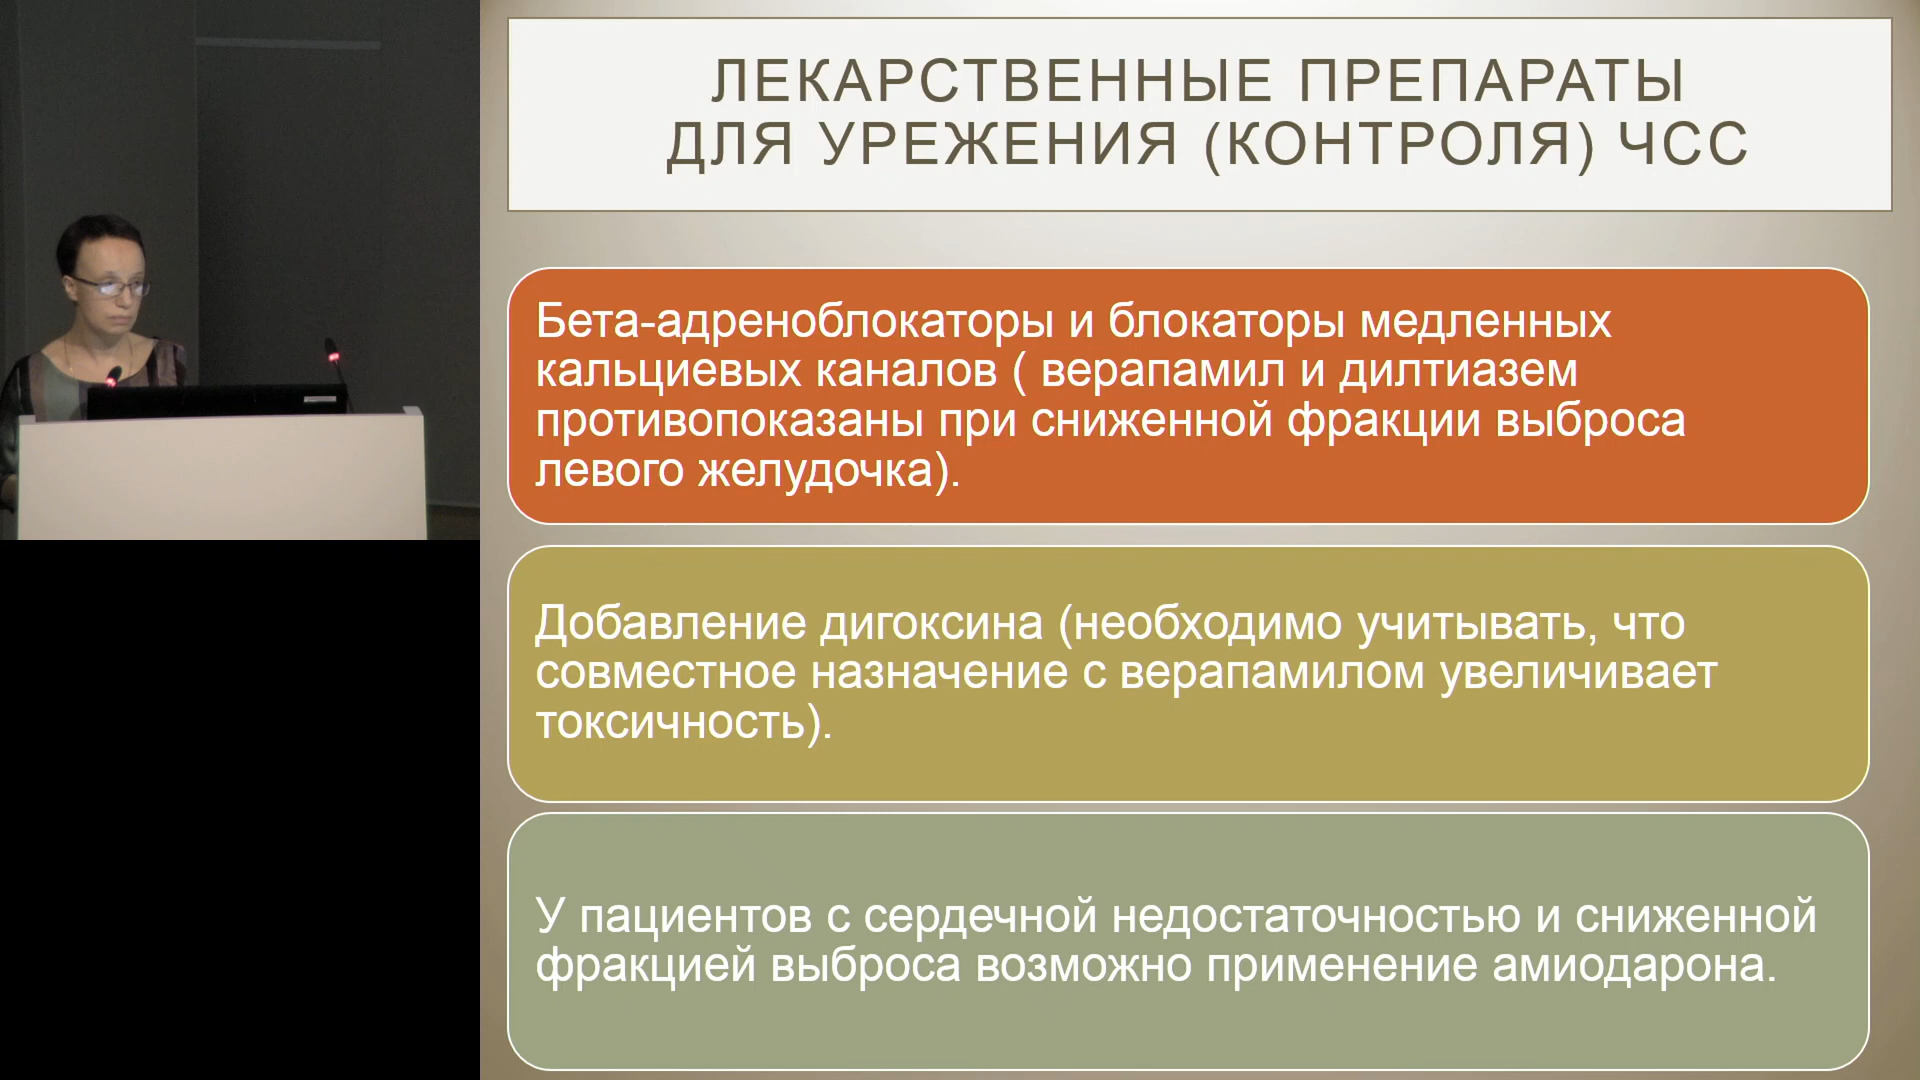 ЛЕКАРСТВЕННЫЕ ПРЕПАРАТЫ
ДЛЯ УРЕЖЕНИЯ (КОНТРОЛЯ) ЧСС
Бета-адреноблокаторы и блокаторы медленных
кальциевых каналов ( верапамил и дилтиазем
противопоказаны при сниженной фракции выброса
левого желудочка).
Добавление дигоксина (необходимо учитывать, что
совместное назначение с верапамилом увеличивает
токсичность).
У пациентов с сердечной недостаточностью и сниженной
фракцией выброса возможно применение амиодарона.